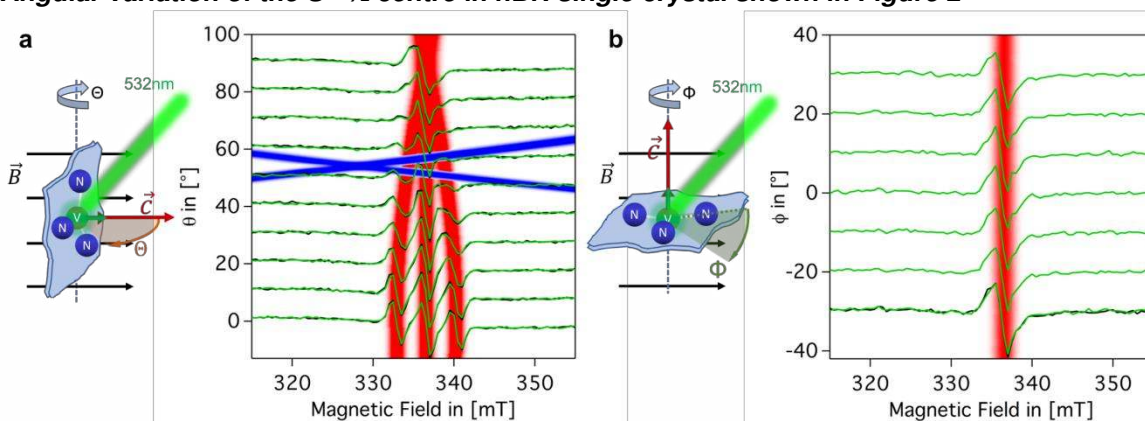 Angular variation of the S= ½ centre in hBN single crystal shown in Figure 2
a
Θ
532nm
B
N
V
C
N
N
Θ
θ in [°]
100
80
60
40
20
0
320
330
340
350
Magnetic Field in [mT]
b
Φ
532nm
C
B
N
N
V
N
Φ
ϕ in [°]
40
20
0
-20
-40
320
330
340
350
Magnetic Field in [mT]